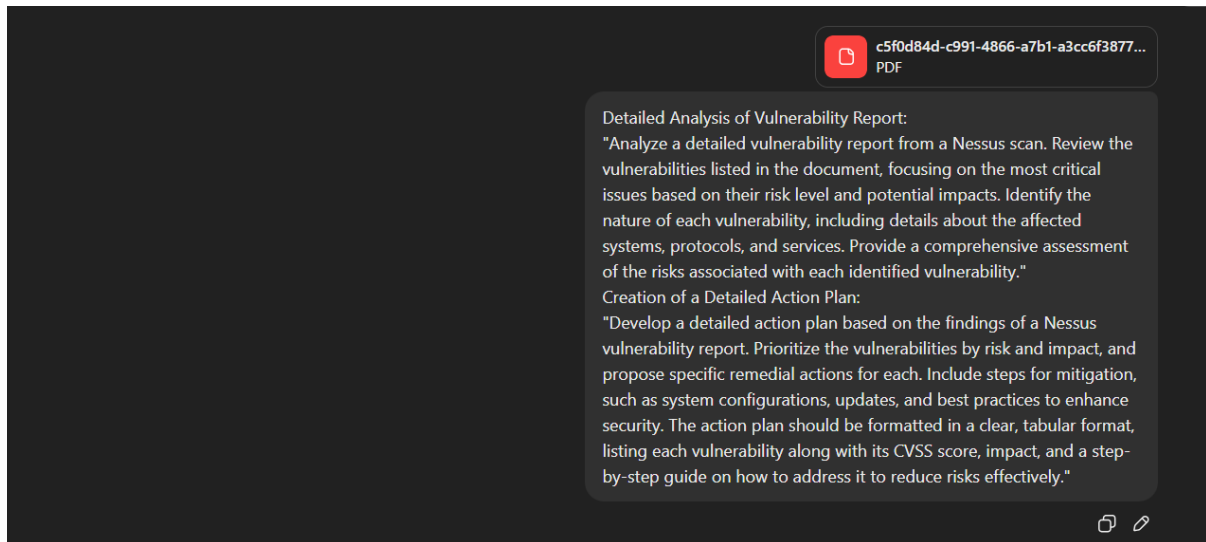 c5f0d84d-c991-4866-a7b1-a3cc6f3877...
PDF
Detailed Analysis of Vulnerability Report:
"Analyze a detailed vulnerability report from a Nessus scan. Review the
vulnerabilities listed in the document, focusing on the most critical
issues based on their risk level and potential impacts. Identify the
nature of each vulnerability, including details about the affected
systems, protocols, and services. Provide a comprehensive assessment
of the risks associated with each identified vulnerability."
Creation of a Detailed Action Plan:
"Develop a detailed action plan based on the findings of a Nessus
vulnerability report. Prioritize the vulnerabilities by risk and impact, and
propose specific remedial actions for each. Include steps for mitigation,
such as system configurations, updates, and best practices to enhance
security. The action plan should be formatted in a clear, tabular format,
listing each vulnerability along with its CVSS score, impact, and a step-
by-step guide on how to address it to reduce risks effectively."